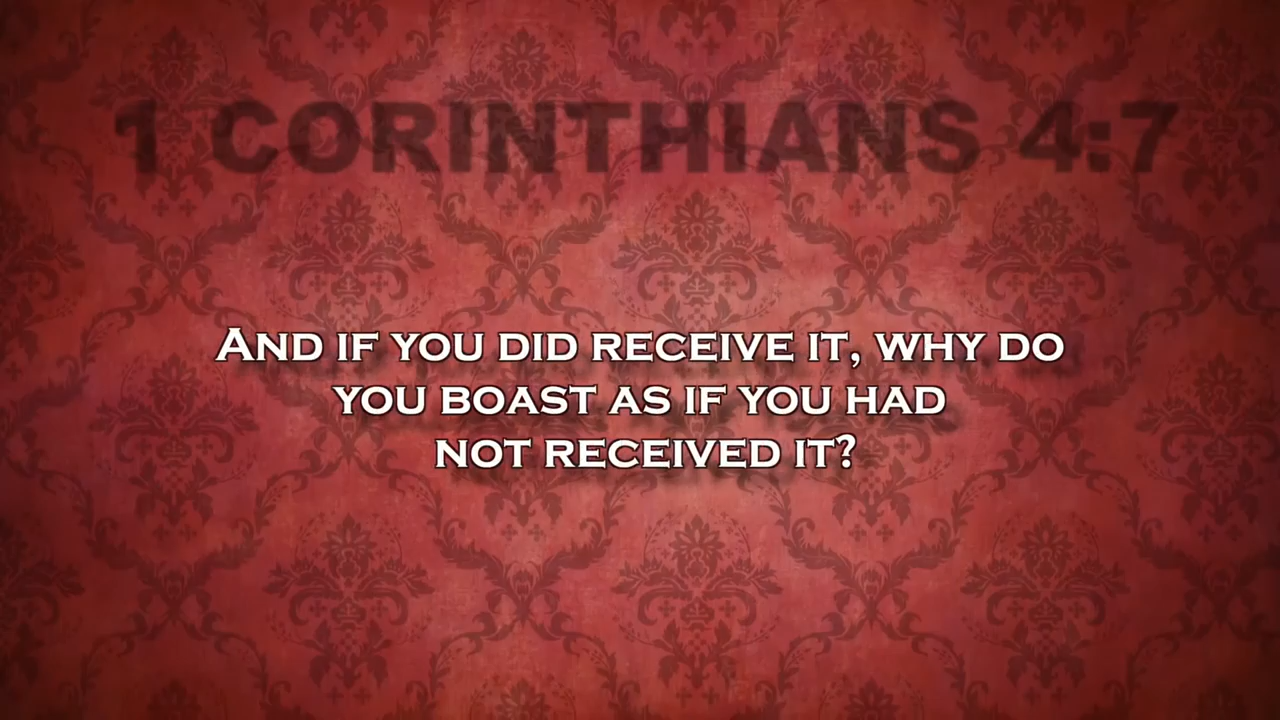 1 CORINTHIANS 4:7
AND IF YOU DID RECEIVE IT, WHY DO
YOU BOAST AS IF YOU HAD
NOT RECEIVED IT?